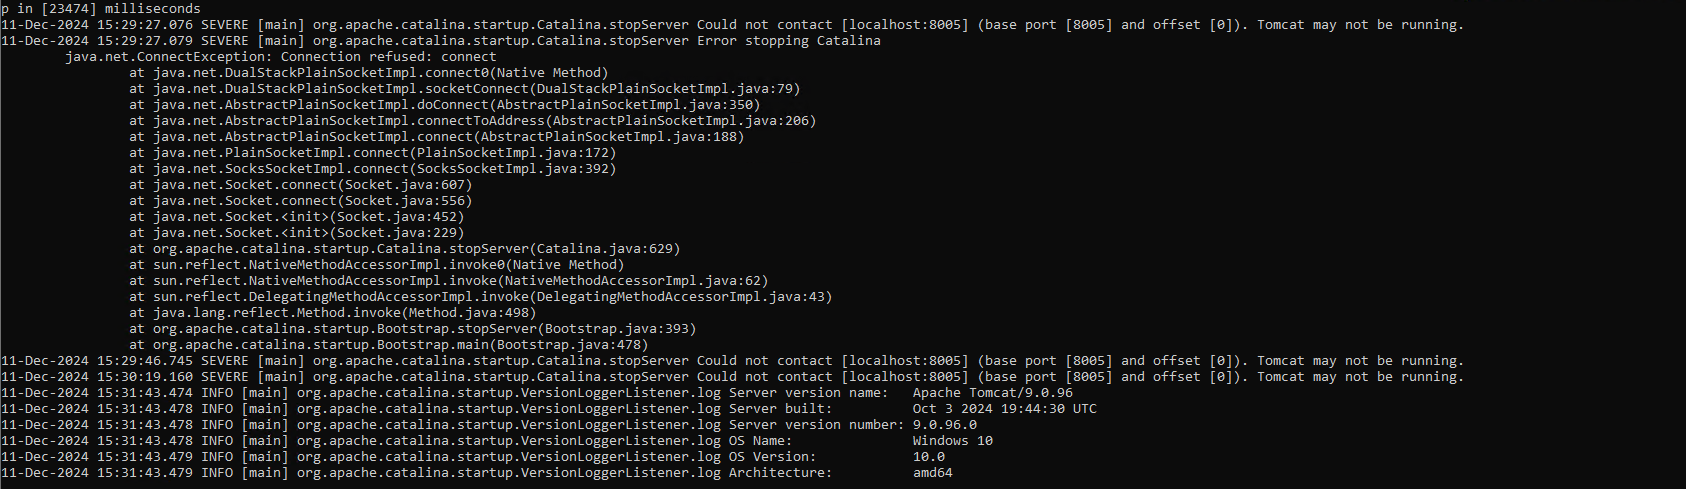 p in [23474] milliseconds
11-Dec-2024 15:29:27.076 SEVERE [main] org.apache.catalina.startup.Catalina.stopServer Could not contact [localhost:8005] (base port [8005] and offset [0]). Tomcat may not be running.
11-Dec-2024 15:29:27.079 SEVERE [main] org.apache.catalina.startup.Catalina.stopServer Error stopping Catalina
java.net.ConnectException: Connection refused: connect
at java.net.DualStackPlainSocketImpl.connect0(Native Method)
at java.net.DualStackPlainSocketImpl.socketConnect(DualStackPlainSocketImpl.java:79)
at java.net.AbstractPlainSocketImpl.doConnect(AbstractPlainSocketImpl.java:350)
at java.net.AbstractPlainSocketImpl.connectToAddress(AbstractPlainSocketImpl.java:206)
at java.net.AbstractPlainSocketImpl.connect(AbstractPlainSocketImpl.java:188)
at java.net.PlainSocketImpl.connect(PlainSocketImpl.java:172)
at java.net.SocksSocketImpl.connect(SocksSocketImpl.java:392)
at java.net.Socket.connect(Socket.java:607)
at java.net.Socket.connect(Socket.java:556)
at java.net.Socket.<init>(Socket.java:452)
at java.net.Socket.<init>(Socket.java:229)
at org.apache.catalina.startup.Catalina.stopServer(Catalina.java:629)
at sun.reflect.NativeMethodAccessorImpl.invoke0(Native Method)
at sun.reflect.NativeMethodAccessorImpl.invoke(NativeMethodAccessorImpl.java:62)
at sun.reflect.DelegatingMethodAccessorImpl.invoke(DelegatingMethodAccessorImpl.java:43)
at java.lang.reflect.Method.invoke(Method.java:498)
at org.apache.catalina.startup.Bootstrap.stopServer(Bootstrap.java:393)
at org.apache.catalina.startup.Bootstrap.main(Bootstrap.java:478)
11-Dec-2024 15:29:46.745 SEVERE [main] org.apache.catalina.startup.Catalina.stopServer Could not contact [localhost:8005] (base port [8005] and offset [0]). Tomcat may not be running.
11-Dec-2024 15:30:19.160 SEVERE [main] org.apache.catalina.startup.Catalina.stopServer Could not contact [localhost:8005] (base port [8005] and offset [0]). Tomcat may not be running.
11-Dec-2024 15:31:43.474 INFO [main] org.apache.catalina.startup.VersionLoggerListener.log Server version name:   Apache Tomcat/9.0.96
11-Dec-2024 15:31:43.478 INFO [main] org.apache.catalina.startup.VersionLoggerListener.log Server built:          Oct 3 2024 19:44:30 UTC
11-Dec-2024 15:31:43.478 INFO [main] org.apache.catalina.startup.VersionLoggerListener.log Server version number: 9.0.96.0
11-Dec-2024 15:31:43.478 INFO [main] org.apache.catalina.startup.VersionLoggerListener.log OS Name:               Windows 10
11-Dec-2024 15:31:43.479 INFO [main] org.apache.catalina.startup.VersionLoggerListener.log OS Version:            10.0
11-Dec-2024 15:31:43.479 INFO [main] org.apache.catalina.startup.VersionLoggerListener.log Architecture:          amd64